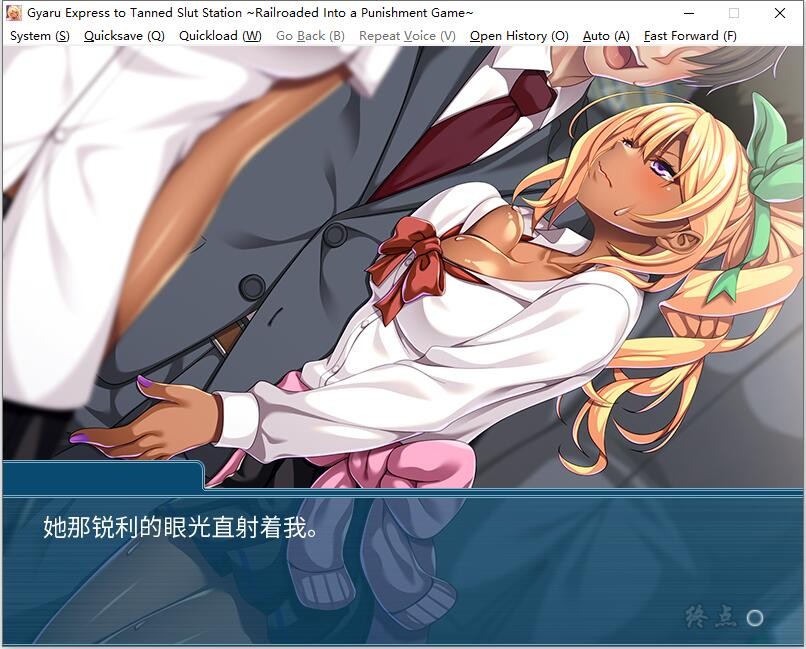 Gyaru Express to Tanned Slut Station ~Railroaded Into a Punishment Game~
System (S) Quicksave (Q) Quickload (W) Go Back (B) Repeat Voice (V) Open History (O) Auto (A) Fast Forward (F)
她那锐利的眼光直射着我。
终点